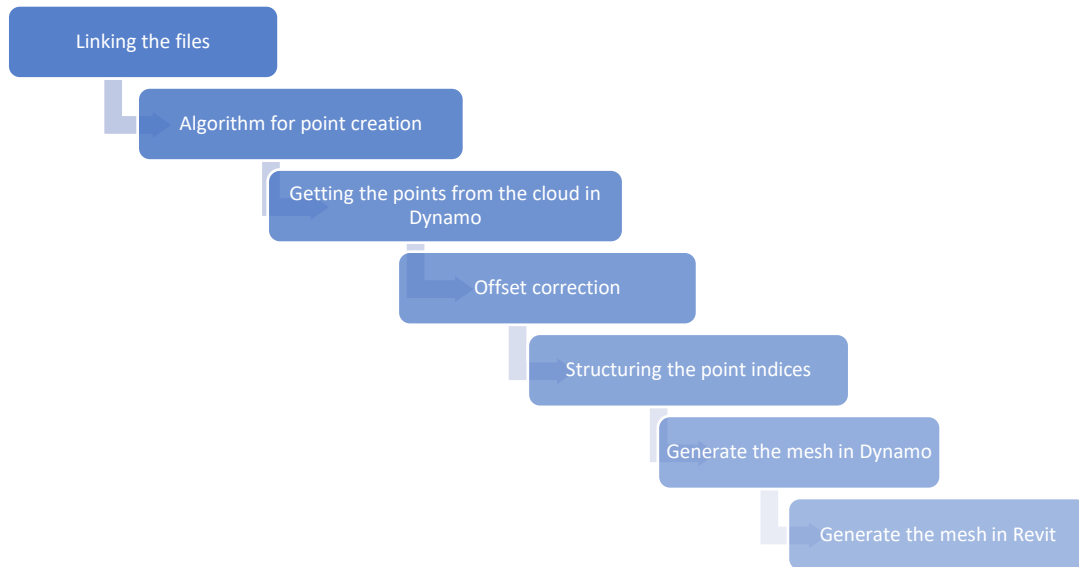 Linking the files
Algorithm for point creation
Getting the points from the cloud in
Dynamo
Offset correction
Structuring the point indices
Generate the mesh in Dynamo
Generate the mesh in Revit